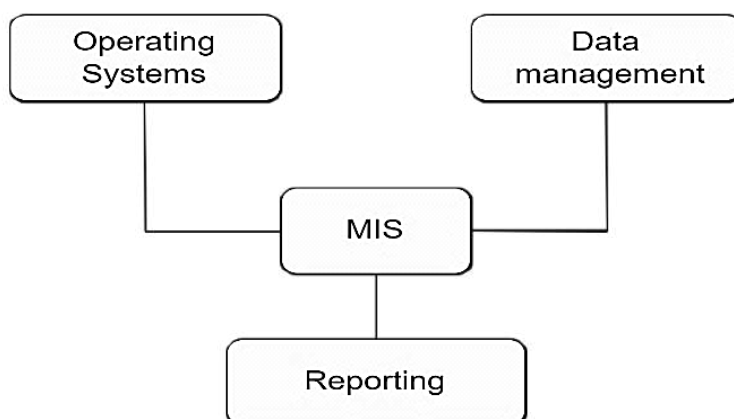 Operating
Systems
Data
management
MIS
Reporting